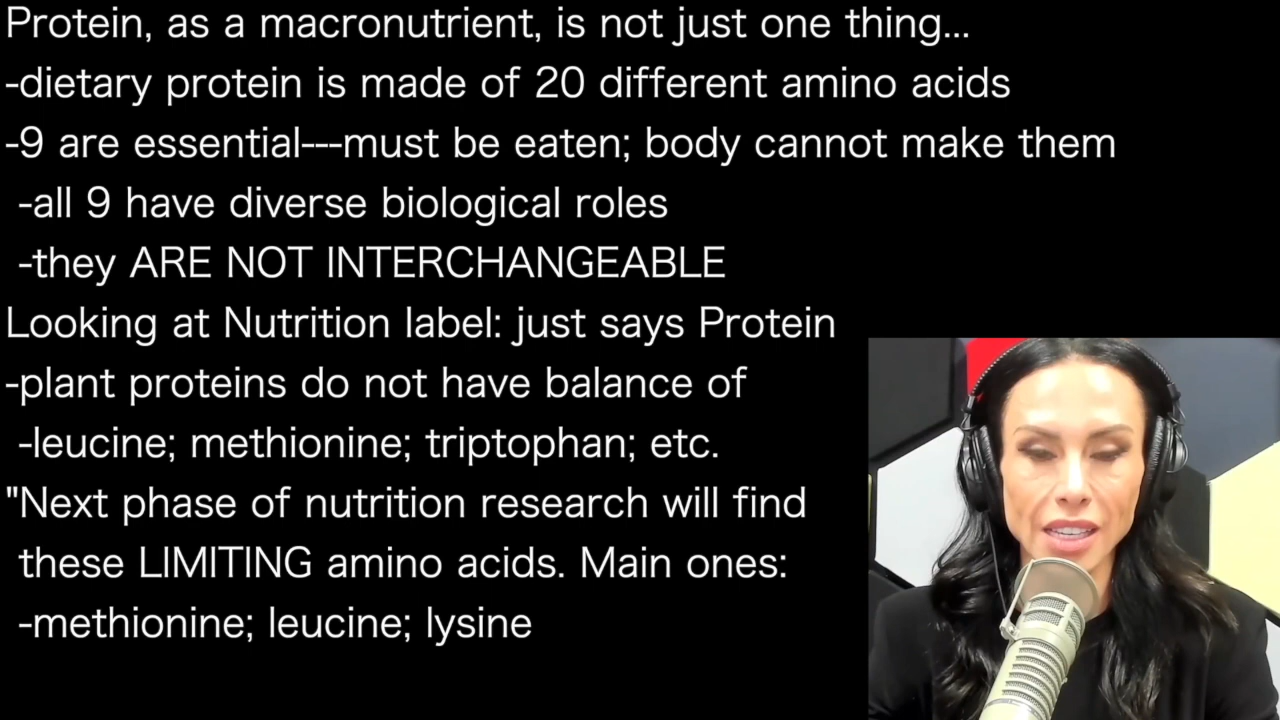 Protein, as a macronutrient, is not just one thing...
-dietary protein is made of 20 different amino acids
-9 are essential---must be eaten; body cannot make them
-all 9 have diverse biological roles
-they ARE NOT INTERCHANGEABLE
Looking at Nutrition label: just says Protein
-plant proteins do not have balance of
-leucine; methionine; triptophan; etc.
"Next phase of nutrition research will find
these LIMITING amino acids. Main ones:
-methionine; leucine; lysine